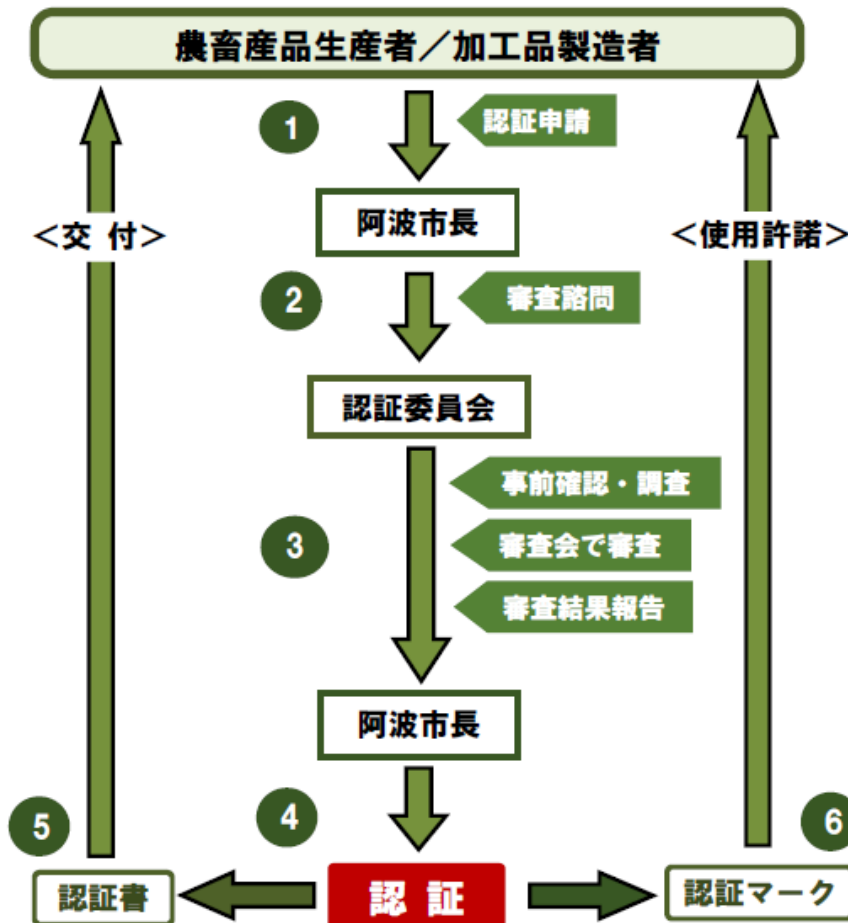 農畜産品生産者／加工品製造者
1
認証申請
阿波市長
＜交 付＞
＜使用許諾＞
2
審査諮問
認証委員会
事前確認・調査
3
審査会で審査
審査結果報告
阿波市長
5
4
6
認証書
認 証
認証マーク